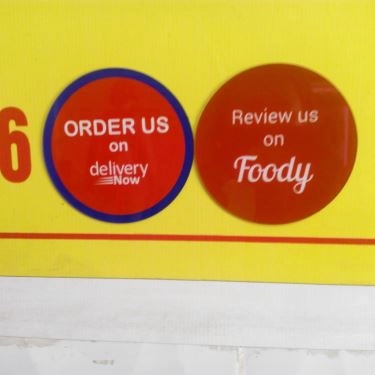 6
ORDER US
on
delivery
Now
Review us
on
Foody